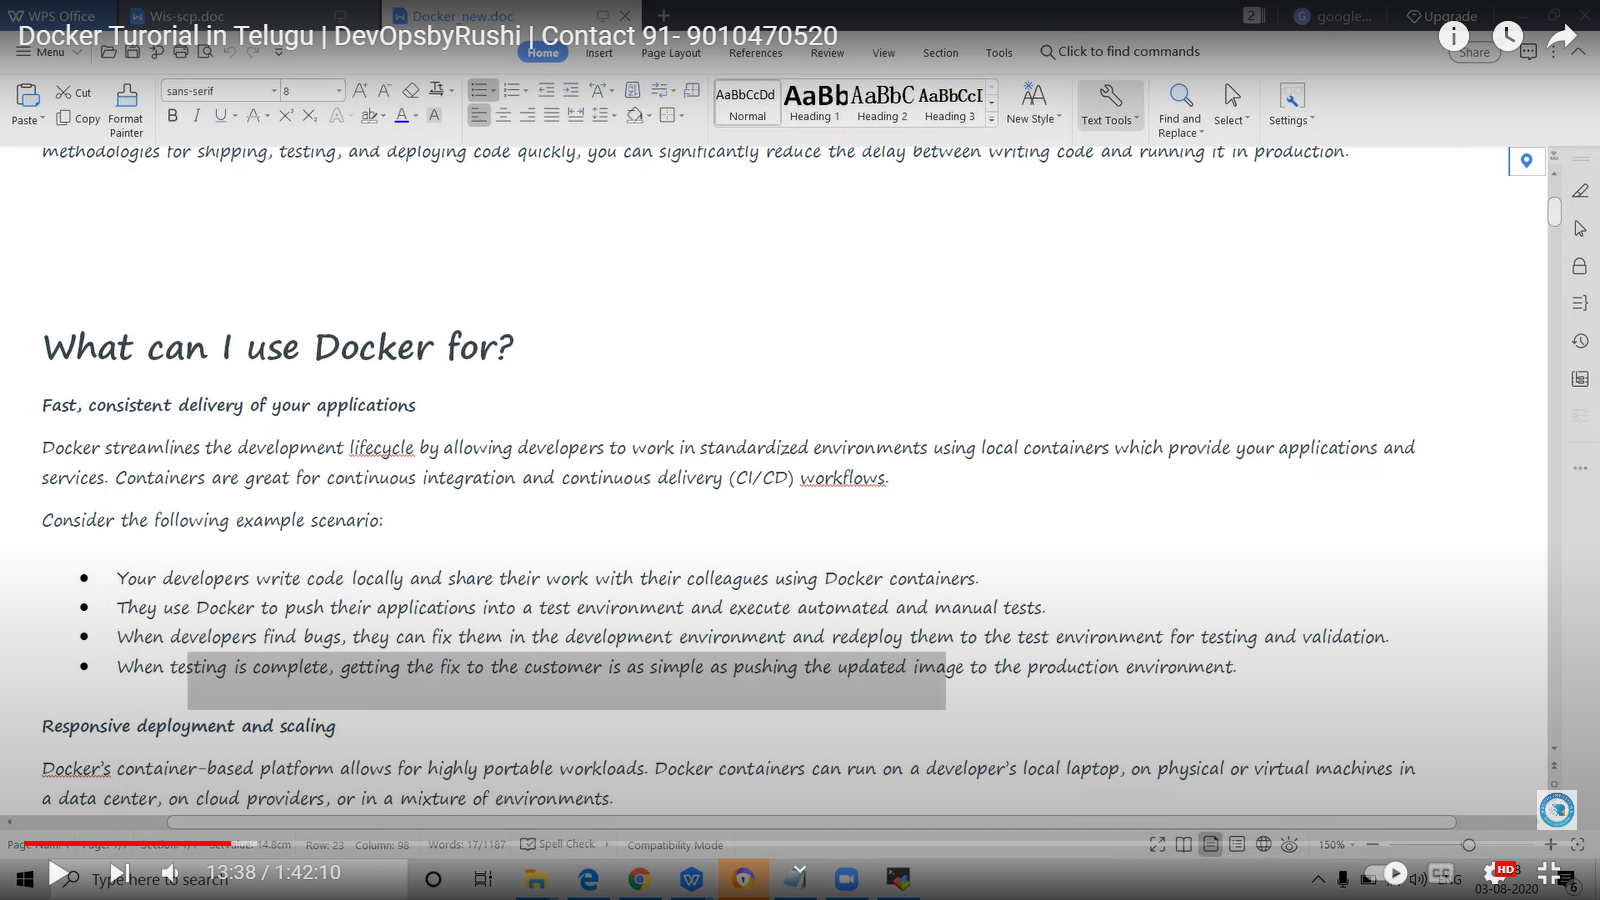 WPS Office
Wis-scp.doc
Docker_new.doc
2
G google...
Upgrade
Docker Turorial in Telugu | DevOpsbyRushi | Contact 91- 9010470520
Menu
Home
Insert
Page Layout
References
Review
View
Section
Tools
Click to find commands
Share
Paste
Cut
Copy
Format
Painter
sans-serif
8
AaBbCcDd
Normal
AaBb
Heading 1
AaBbC
Heading 2
AaBbCcI
Heading 3
New Style
Text Tools
Find and
Replace
Select
Settings
methodologies for shipping, testing, and deploying code quickly, you can significantly reduce the delay between writing code and running it in production.
What can I use Docker for?
Fast, consistent delivery of your applications
Docker streamlines the development lifecycle by allowing developers to work in standardized environments using local containers which provide your applications and
services. Containers are great for continuous integration and continuous delivery (CI/CD) workflows.
Consider the following example scenario:
• Your developers write code locally and share their work with their colleagues using Docker containers.
• They use Docker to push their applications into a test environment and execute automated and manual tests.
• When developers find bugs, they can fix them in the development environment and redeploy them to the test environment for testing and validation.
• When testing is complete, getting the fix to the customer is as simple as pushing the updated image to the production environment.
Responsive deployment and scaling
Docker's container-based platform allows for highly portable workloads. Docker containers can run on a developer's local laptop, on physical or virtual machines in
a data center, on cloud providers, or in a mixture of environments.
14.8cm
Row: 23
Column: 98
Words: 17/1187
Spell Check
Compatibility Mode
150%
13:38 / 1:42:10
Type here to search
CC
HD
ENG
03-08-2020
6